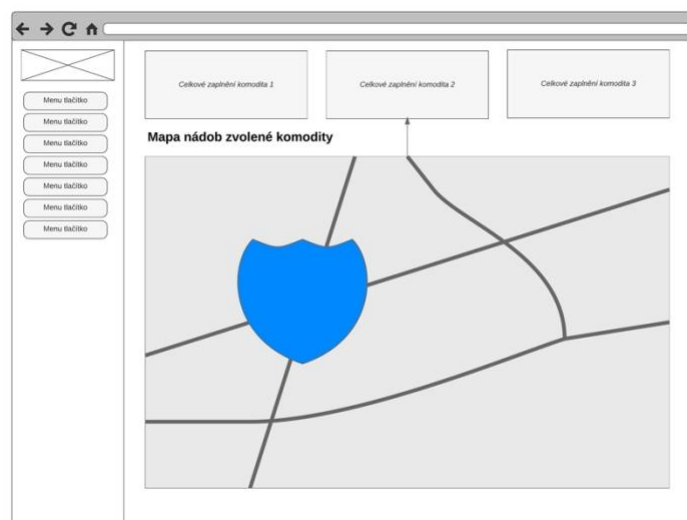 Celkové zaplnění komodita 1
Celkové zaplnění komodita 2
Celkové zaplnění komodita 3
Menu tlačítko
Menu tlačítko
Menu tlačítko
Menu tlačítko
Menu tlačítko
Menu tlačítko
Menu tlačítko
Mapa nádob zvolené komodity